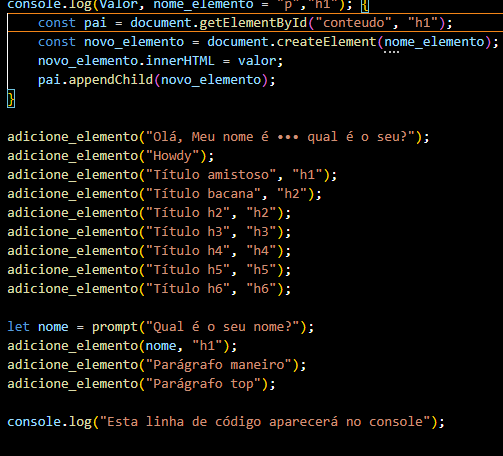 console.log(Valor, nome_elemento = "p","h1"); {
const pai = document.getElementById("conteudo", "h1");
const novo_elemento = document.createElement(nome_elemento);
novo_elemento.innerHTML = valor;
pai.appendChild(novo_elemento);
}
adicione_elemento("Olá, Meu nome é ••• qual é o seu?");
adicione_elemento("Howdy");
adicione_elemento("Título amistoso", "h1");
adicione_elemento("Título bacana", "h2");
adicione_elemento("Título h2", "h2");
adicione_elemento("Título h3", "h3");
adicione_elemento("Título h4", "h4");
adicione_elemento("Título h5", "h5");
adicione_elemento("Título h6", "h6");
let nome = prompt("Qual é o seu nome?");
adicione_elemento(nome, "h1");
adicione_elemento("Parágrafo maneiro");
adicione_elemento("Parágrafo top");
console.log("Esta linha de código aparecerá no console");